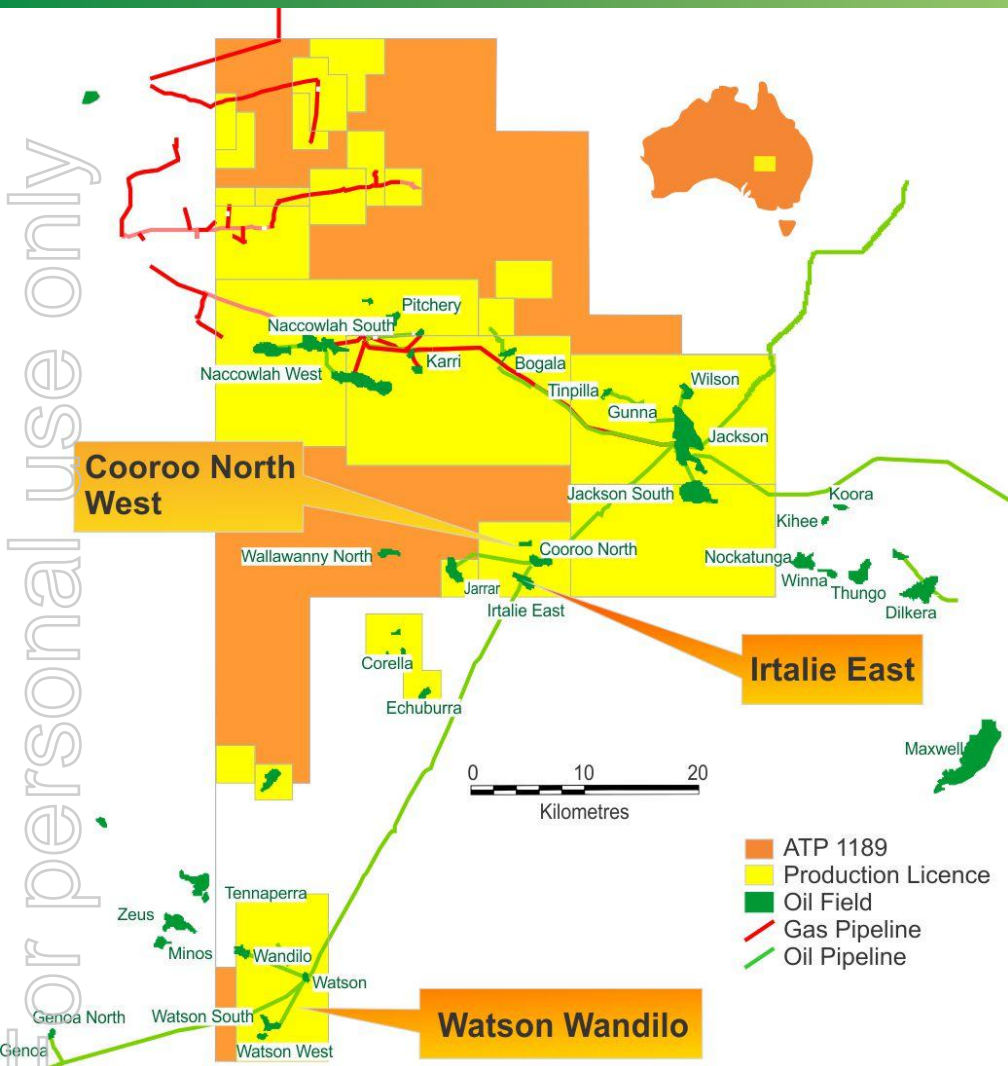 For personal use only
Pitchery
Naccowlah South
Karri
Bogala
Naccowlah West
Tinpilla
Wilson
Gunna
Jackson
Cooroo North
West
Jackson South
Koora
Kihee
Wallawanny North
Cooroo North
Nockatunga
Winna
Jarrar
Thungo
Irtalie East
Dilkera
Corella
Irtalie East
Echuburra
Maxwell
0 10 20
Kilometres
ATP 1189
Production Licence
Oil Field
Gas Pipeline
Oil Pipeline
Tennaperra
Zeus
Minos
Wandilo
Watson
Genoa North
Watson South
Watson Wandilo
Genoa
Watson West